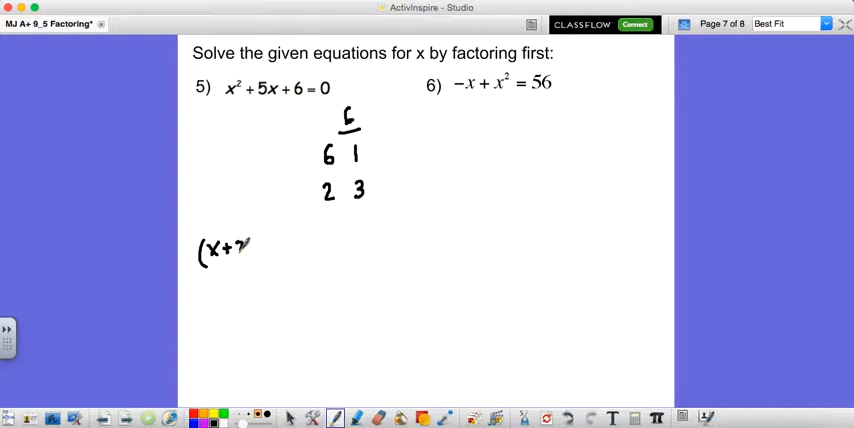 ActivInspire - Studio
MJ A+ 9_5 Factoring*
CLASSFLOW Connect
Page 7 of 8
Best Fit
Solve the given equations for x by factoring first:
5) x² + 5x + 6 = 0
6) −x + x² = 56
6
6 1
2 3
(x+
T
π